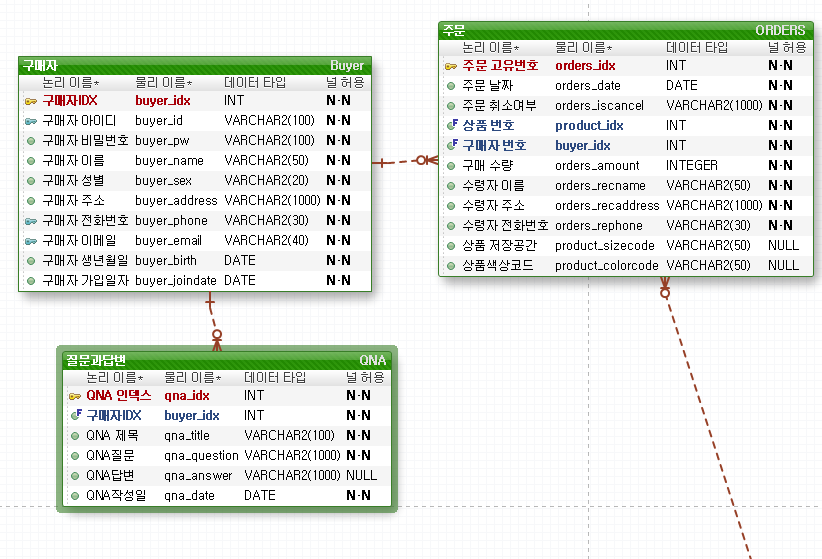 구매자 Buyer
논리 이름* 물리 이름* 데이터 타입 널 허용
구매자IDX buyer_idx INT N-N
구매자 아이디 buyer_id VARCHAR2(100) N-N
구매자 비밀번호 buyer_pw VARCHAR2(100) N-N
구매자 이름 buyer_name VARCHAR2(50) N-N
구매자 성별 buyer_sex VARCHAR2(20) N-N
구매자 주소 buyer_address VARCHAR2(1000) N-N
구매자 전화번호 buyer_phone VARCHAR2(30) N-N
구매자 이메일 buyer_email VARCHAR2(40) N-N
구매자 생년월일 buyer_birth DATE N-N
구매자 가입일자 buyer_joindate DATE N-N
주문 ORDERS
논리 이름* 물리 이름* 데이터 타입 널 허용
주문 고유번호 orders_idx INT N-N
주문 날짜 orders_date DATE N-N
주문 취소여부 orders_iscancel VARCHAR2(1000) N-N
F 상품 번호 product_idx INT N-N
F 구매자 번호 buyer_idx INT N-N
구매 수량 orders_amount INTEGER N-N
수령자 이름 orders_recname VARCHAR2(50) N-N
수령자 주소 orders_recaddress VARCHAR2(1000) N-N
수령자 전화번호 orders_rephone VARCHAR2(30) N-N
상품 저장공간 product_sizecode VARCHAR2(50) NULL
상품색상코드 product_colorcode VARCHAR2(50) NULL
질문과답변 QNA
논리 이름* 물리 이름* 데이터 타입 널 허용
QNA 인덱스 qna_idx INT N-N
F 구매자IDX buyer_idx INT N-N
QNA 제목 qna_title VARCHAR2(100) N-N
QNA질문 qna_question VARCHAR2(1000) N-N
QNA답변 qna_answer VARCHAR2(1000) NULL
QNA작성일 qna_date DATE N-N